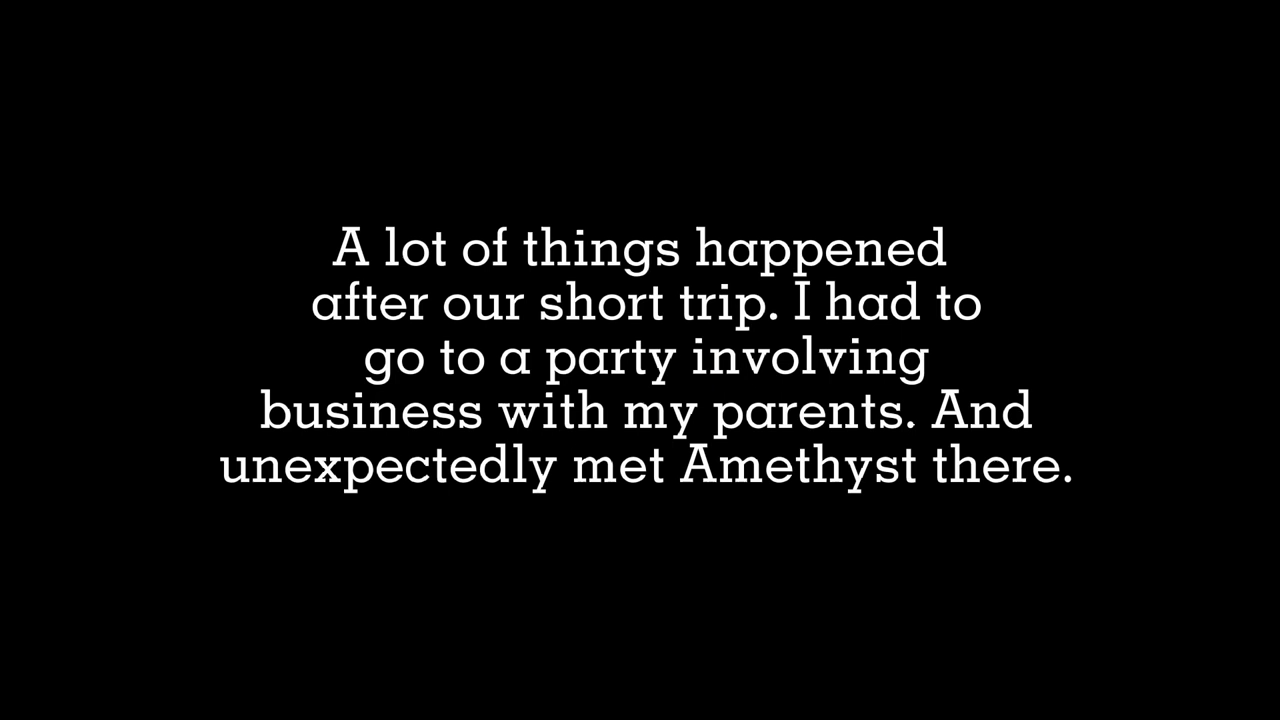 A lot of things happened
after our short trip. I had to
go to a party involving
business with my parents. And
unexpectedly met Amethyst there.